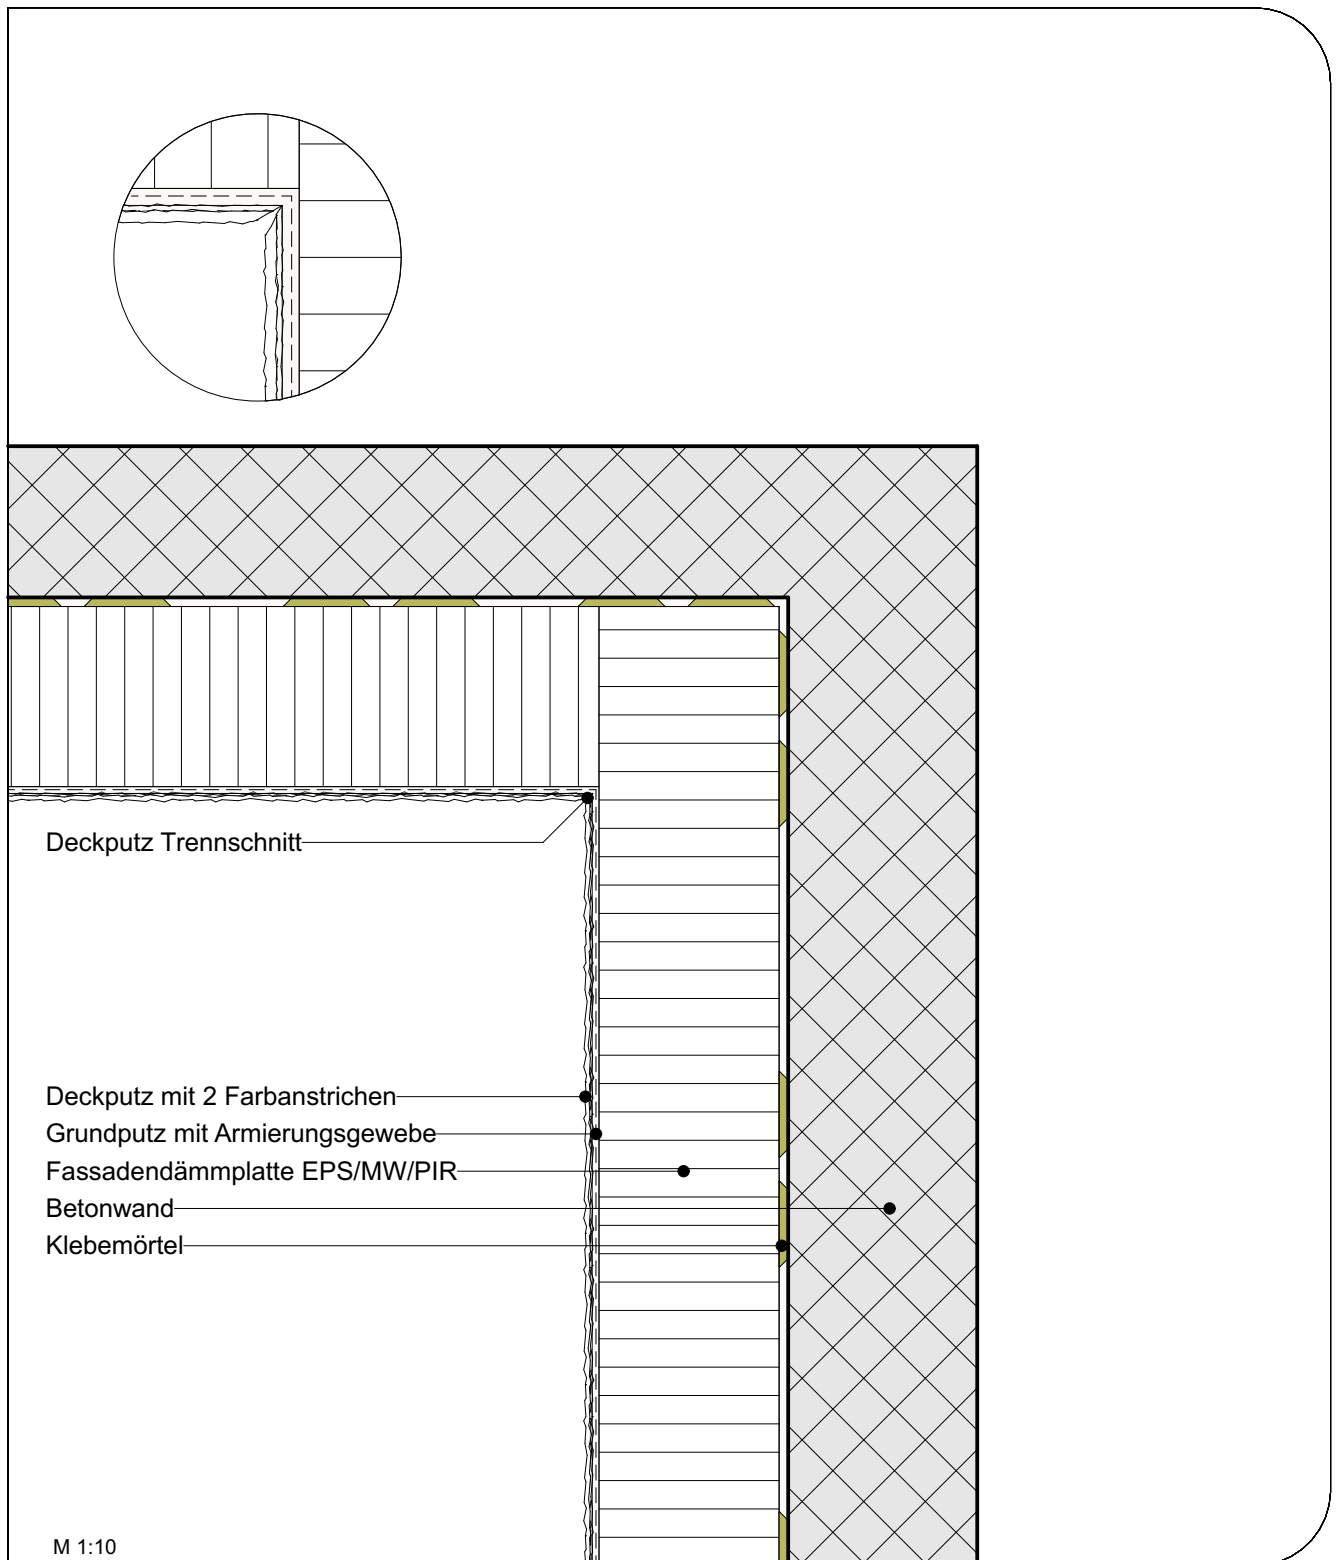 Deckputz Trennschnitt
Deckputz mit 2 Farbanstrichen
Grundputz mit Armierungsgewebe
Fassadendämmplatte EPS/MW/PIR
Betonwand
Klebemörtel
M 1:10